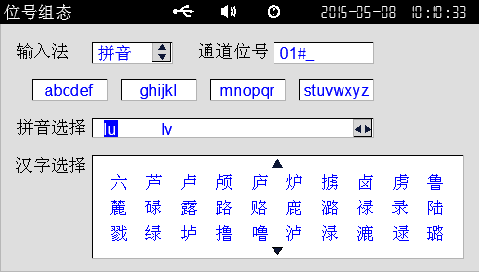 位号组态 2015-05-08 10:10:33
输入法 拼音 通道位号 01#_
abcdef ghijkl mnopqr stuvwxyz
拼音选择 lu lv
汉字选择
六 芦 卢 颅 庐 炉 掳 卤 虏 鲁
麓 碌 露 路 赂 鹿 潞 禄 录 陆
戮 绿 垆 撸 噜 泸 渌 漉 逯 璐